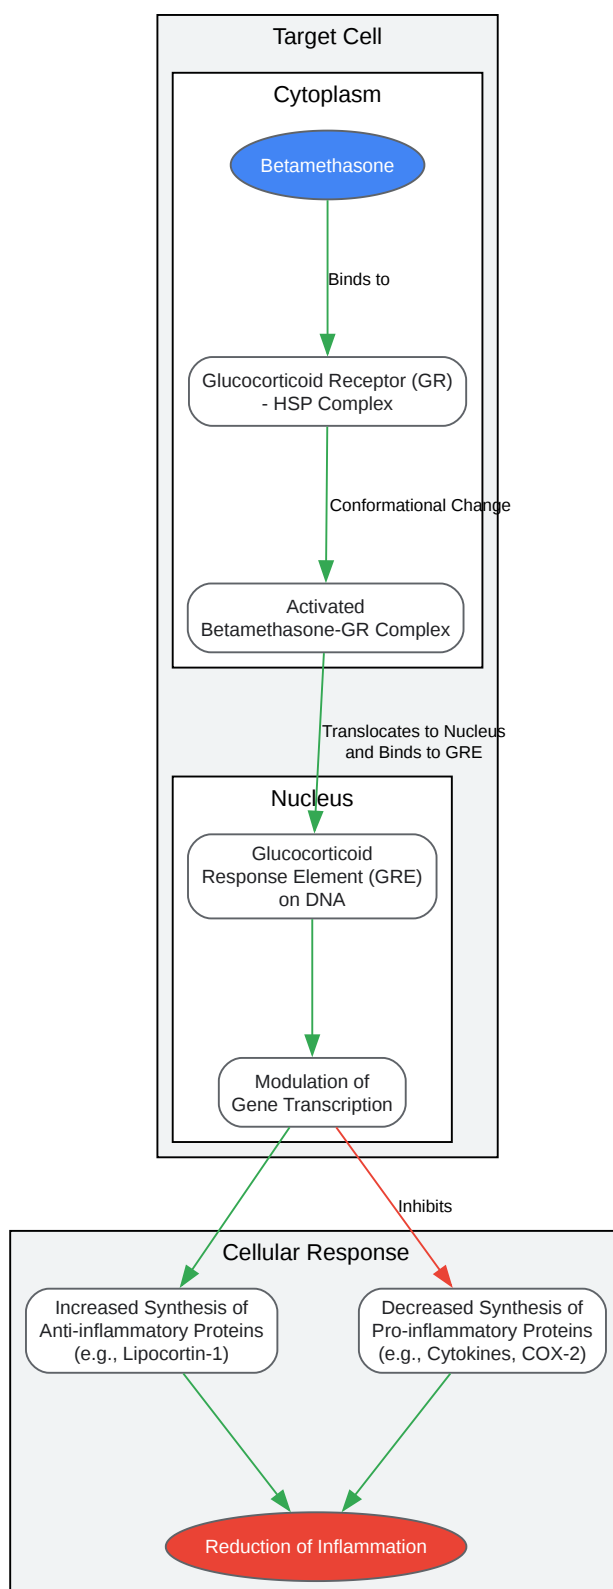 Target Cell
Cytoplasm
Betamethasone
Binds to
Glucocorticoid Receptor (GR)
- HSP Complex
Conformational Change
Activated
Betamethasone-GR Complex
Translocates to Nucleus
and Binds to GRE
Nucleus
Glucocorticoid
Response Element (GRE)
on DNA
Modulation of
Gene Transcription
Inhibits
Cellular Response
Increased Synthesis of
Anti-inflammatory Proteins
(e.g., Lipocortin-1)
Decreased Synthesis of
Pro-inflammatory Proteins
(e.g., Cytokines, COX-2)
Reduction of Inflammation